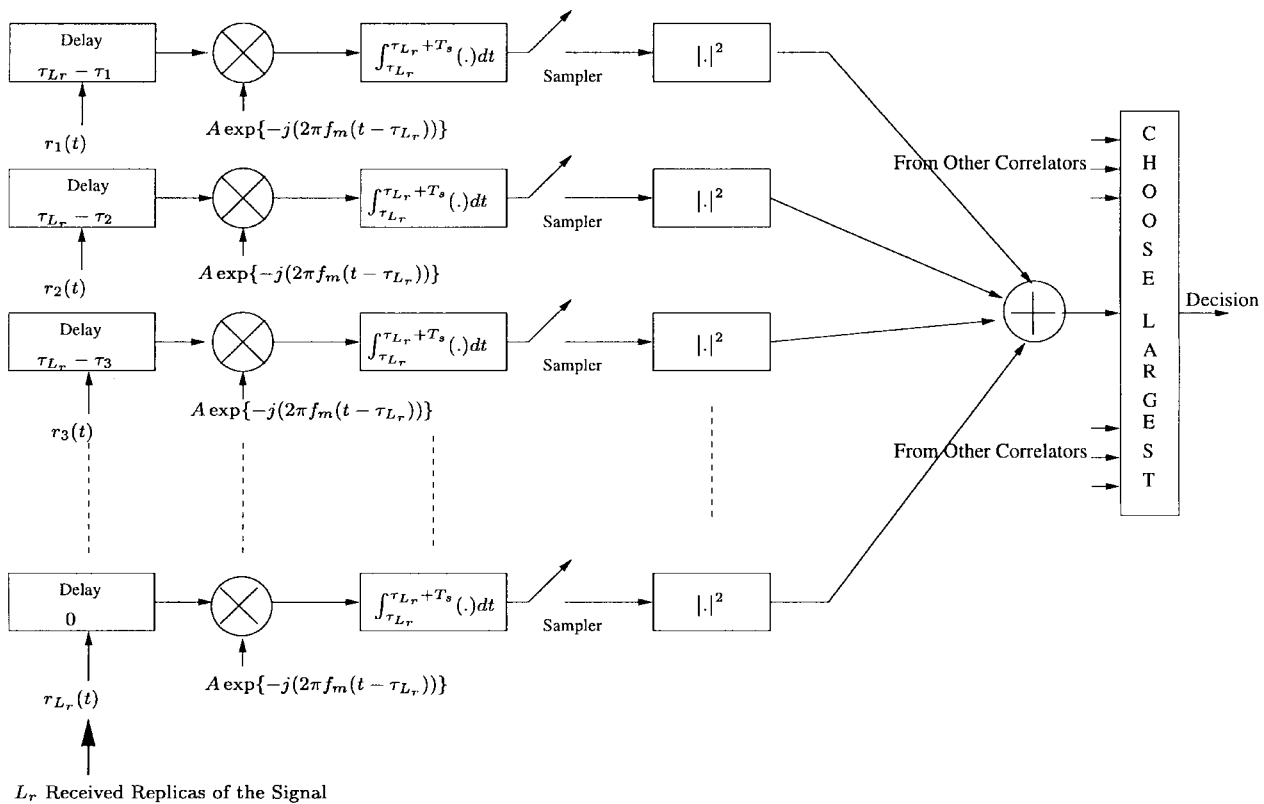 Delay
τ_{L_r} − τ_1
∫_{τ_{L_r}}^{τ_{L_r}+T_s}(.)dt
Sampler
|.|^2
A exp{−j(2πf_m(t − τ_{L_r}))}
r_1(t)
Delay
τ_{L_r} − τ_2
∫_{τ_{L_r}}^{τ_{L_r}+T_s}(.)dt
Sampler
|.|^2
A exp{−j(2πf_m(t − τ_{L_r}))}
r_2(t)
Delay
τ_{L_r} − τ_3
∫_{τ_{L_r}}^{τ_{L_r}+T_s}(.)dt
Sampler
|.|^2
A exp{−j(2πf_m(t − τ_{L_r}))}
r_3(t)
From Other Correlators
CHOOSE LARGEST
Decision
From Other Correlators
Delay
0
∫_{τ_{L_r}}^{τ_{L_r}+T_s}(.)dt
Sampler
|.|^2
A exp{−j(2πf_m(t − τ_{L_r}))}
r_{L_r}(t)
L_r Received Replicas of the Signal